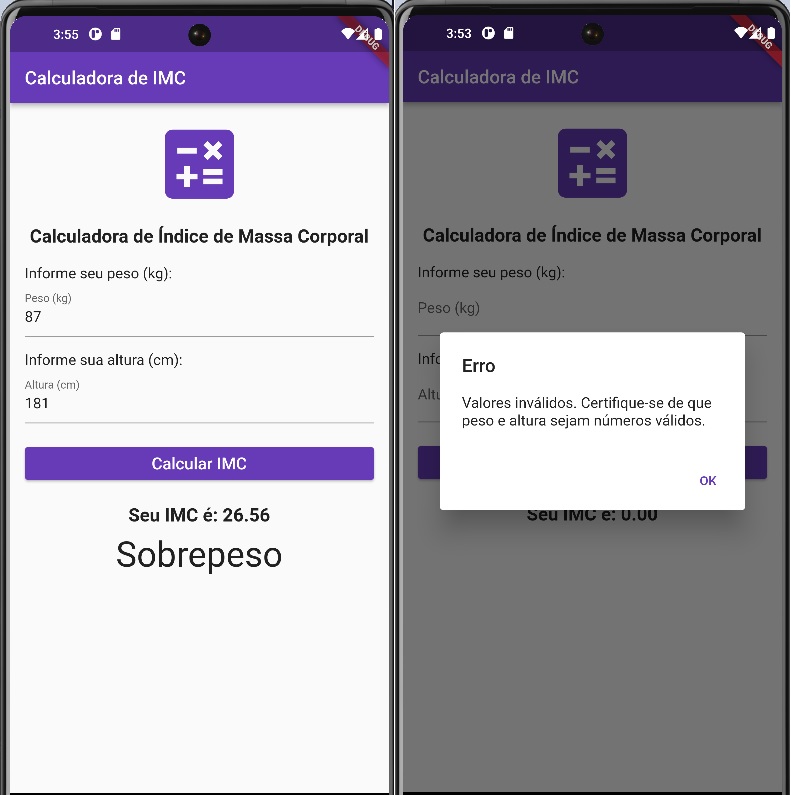 3:55
DEBUG
Calculadora de IMC
Calculadora de Índice de Massa Corporal
Informe seu peso (kg):
Peso (kg)
87
Informe sua altura (cm):
Altura (cm)
181
Calcular IMC
Seu IMC é: 26.56
Sobrepeso
3:53
DEBUG
Calculadora de IMC
Calculadora de Índice de Massa Corporal
Informe seu peso (kg):
Peso (kg)
Erro
Valores inválidos. Certifique-se de que
peso e altura sejam números válidos.
OK
Seu IMC é: 0.00